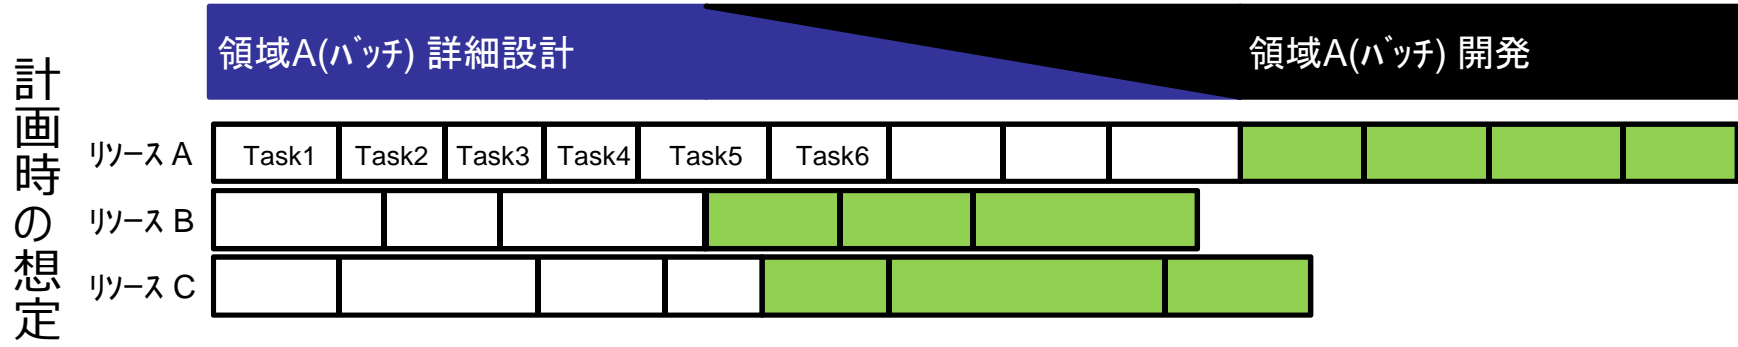 計画時の想定
領域A(ﾊﾞｯﾁ) 詳細設計
領域A(ﾊﾞｯﾁ) 開発
ﾘｿｰｽ A
Task1
Task2
Task3
Task4
Task5
Task6
ﾘｿｰｽ B
ﾘｿｰｽ C